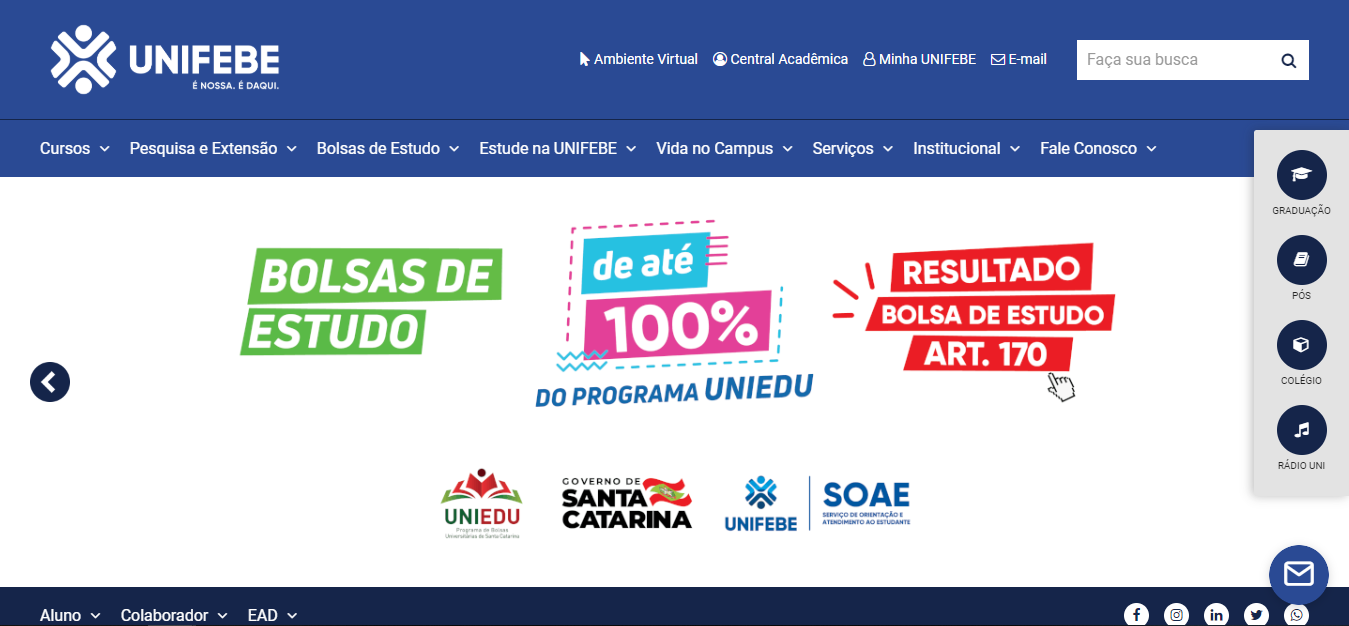 UNIFEBE
É NOSSA. É DAQUI.
Ambiente Virtual Central Acadêmica Minha UNIFEBE E-mail
Faça sua busca
Cursos Pesquisa e Extensão Bolsas de Estudo Estude na UNIFEBE Vida no Campus Serviços Institucional Fale Conosco
BOLSAS DE
ESTUDO
de até
100%
DO PROGRAMA UNIEDU
RESULTADO
BOLSA DE ESTUDO
ART. 170
GRADUAÇÃO
PÓS
COLÉGIO
RÁDIO UNI
UNIEDU
Programa de Bolsas
Universitárias de Santa Catarina
GOVERNO DE
SANTA
CATARINA
UNIFEBE
SOAE
SERVIÇO DE ORIENTAÇÃO E
ATENDIMENTO AO ESTUDANTE
Aluno Colaborador EAD